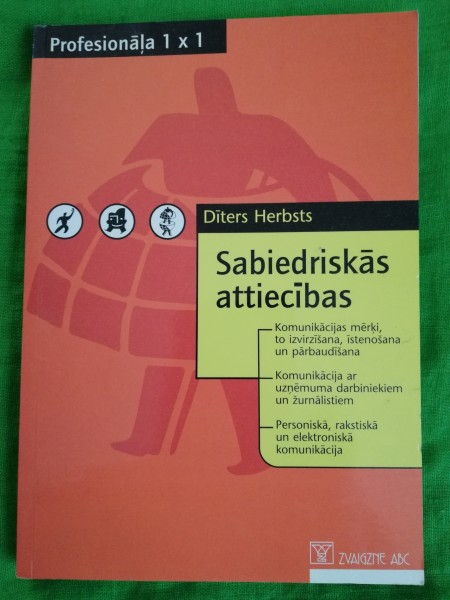 Profesionāļa 1 x 1
Dīters Herbsts
Sabiedriskās
attiecības
Komunikācijas mērķi,
to izvirzīšana, īstenošana
un pārbaudīšana
Komunikācija ar
uzņēmuma darbiniekiem
un žurnālistiem
Personiskā, rakstiskā
un elektroniskā
komunikācija
ZVAIGZNE ABC